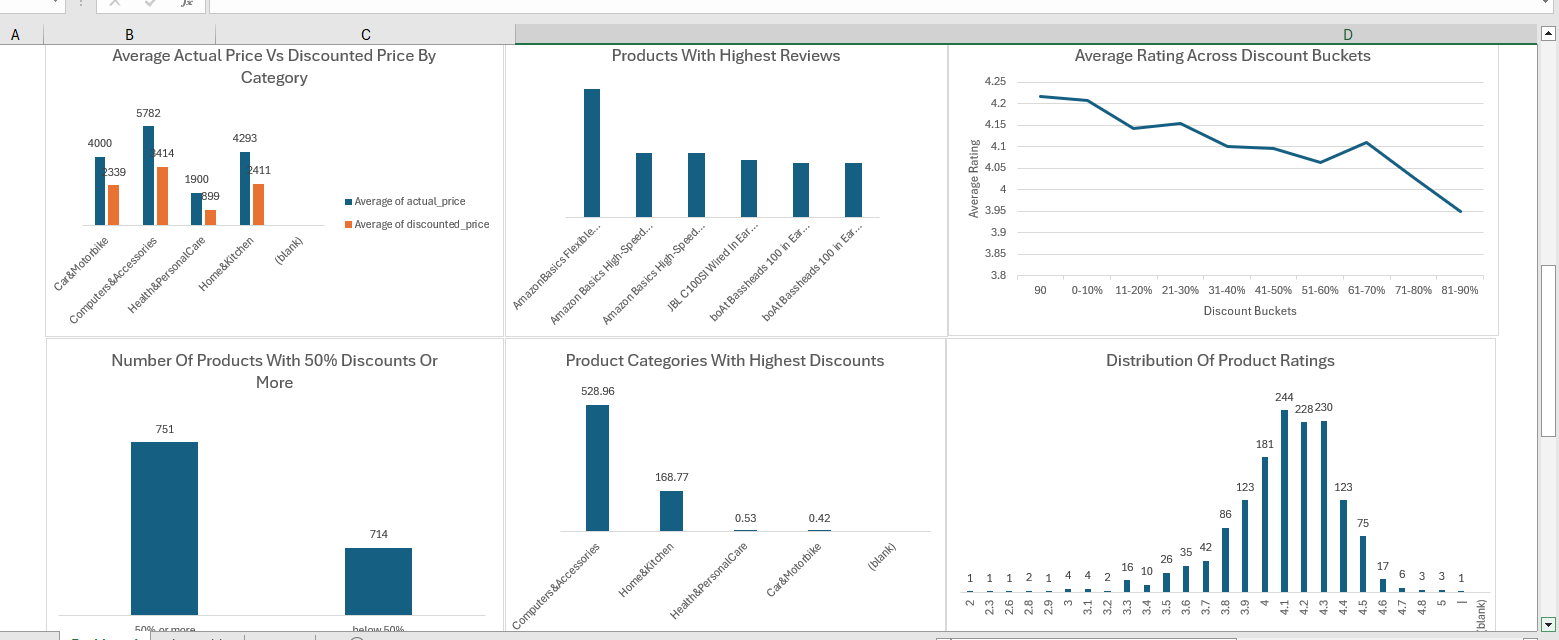 A B C D
Average Actual Price Vs Discounted Price By
Category
5782
4000
4293
3414
2339
2411
1900
899
Average of actual_price
Average of discounted_price
Car&Motorbike
Computers&Accessories
Health&PersonalCare
Home&Kitchen
(blank)
Products With Highest Reviews
AmazonBasics Flexible...
Amazon Basics High-Speed...
Amazon Basics High-Speed...
JBL C100SI Wired In Ear...
boAt Bassheads 100 in Ear...
boAt Bassheads 100 in Ear...
Average Rating Across Discount Buckets
4.25
4.2
4.15
4.1
4.05
4
3.95
3.9
3.85
3.8
Average Rating
90 0-10% 11-20% 21-30% 31-40% 41-50% 51-60% 61-70% 71-80% 81-90%
Discount Buckets
Number Of Products With 50% Discounts Or
More
751
714
50% or more below 50%
Product Categories With Highest Discounts
528.96
168.77
0.53
0.42
Computers&Accessories
Home&Kitchen
Health&PersonalCare
Car&Motorbike
(blank)
Distribution Of Product Ratings
1 1 1 2 1 4 4 2 16 10 26 35 42 86 123 181 244 228 230 123 75 17 6 3 3 1
2 2.3 2.6 2.8 2.9 3 3.1 3.2 3.3 3.4 3.5 3.6 3.7 3.8 3.9 4 4.1 4.2 4.3 4.4 4.5 4.6 4.7 4.8 5 | (blank)